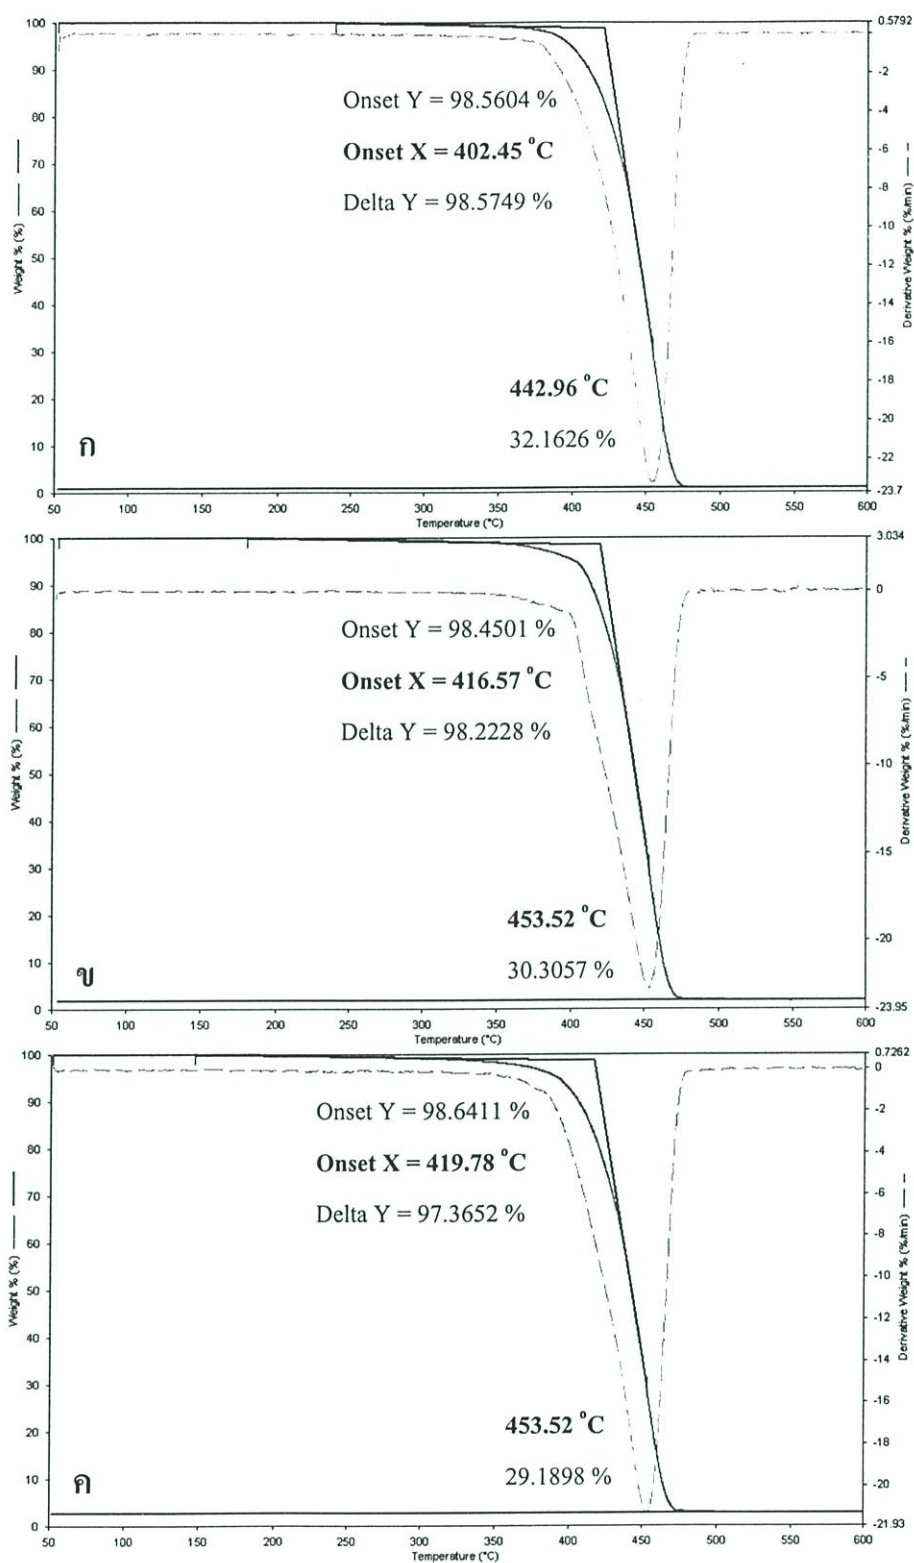 100
90
80
70
60
50
40
30
20
10
0
Weight % (%)
0.5792
-2
-4
-6
-8
-10
-12
-14
-16
-18
-20
-22
-23.7
Derivative Weight % (%/min)
Onset Y = 98.5604 %
Onset X = 402.45 °C
Delta Y = 98.5749 %
442.96 °C
32.1626 %
ก
50 100 150 200 250 300 350 400 450 500 550 600
Temperature (°C)
100
90
80
70
60
50
40
30
20
10
0
Weight % (%)
3.034
0
-5
-10
-15
-20
-23.95
Derivative Weight % (%/min)
Onset Y = 98.4501 %
Onset X = 416.57 °C
Delta Y = 98.2228 %
453.52 °C
30.3057 %
ข
50 100 150 200 250 300 350 400 450 500 550 600
Temperature (°C)
100
90
80
70
60
50
40
30
20
10
0
Weight % (%)
0.7262
0
-2
-4
-6
-8
-10
-12
-14
-16
-18
-20
-21.93
Derivative Weight % (%/min)
Onset Y = 98.6411 %
Onset X = 419.78 °C
Delta Y = 97.3652 %
453.52 °C
29.1898 %
ค
50 100 150 200 250 300 350 400 450 500 550 600
Temperature (°C)